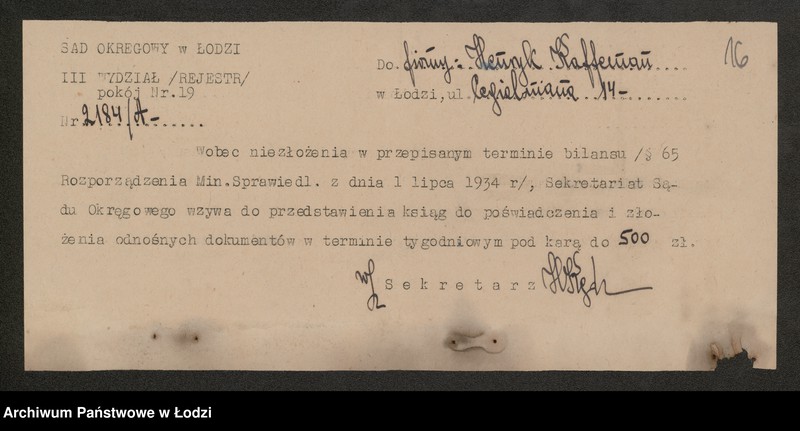 SĄD OKRĘGOWY w ŁODZI
III WYDZIAŁ /REJESTR/
pokój Nr.19
Nr 2184/A-
Do firmy: Henryk Kaffeman
w Łodzi, ul. Cegielniana 14-
16
Wobec niezłożenia w przepisanym terminie bilansu /§ 65
Rozporządzenia Min.Sprawiedl. z dnia 1 lipca 1934 r/, Sekretariat Są-
du Okręgowego wzywa do przedstawienia ksiąg do poświadczenia i zło-
żenia odnośnych dokumentów w terminie tygodniowym pod karą do 500 zł.
Sekretarz
Archiwum Państwowe w Łodzi